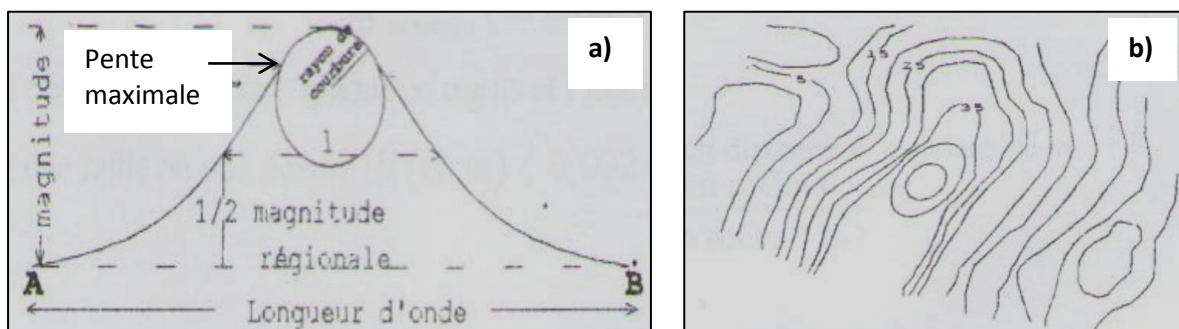 a)
Pente
maximale
magnitude
rayon de
courbure
1
1/2 magnitude
régionale
A
B
Longueur d'onde
b)
15
25
5
35